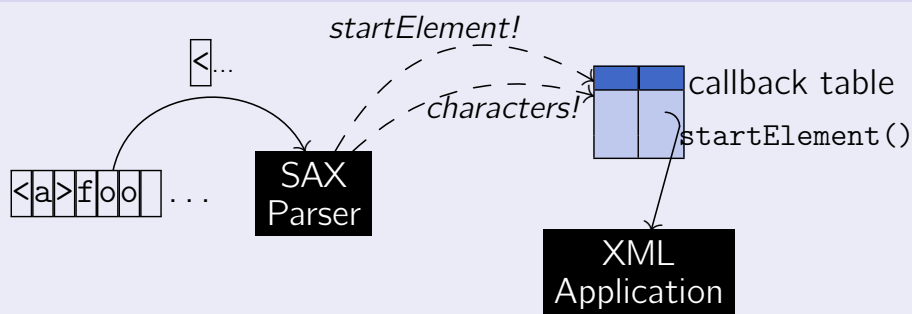 startElement!
<...
characters!
callback table
startElement()
<a>foo ...
SAX
Parser
XML
Application